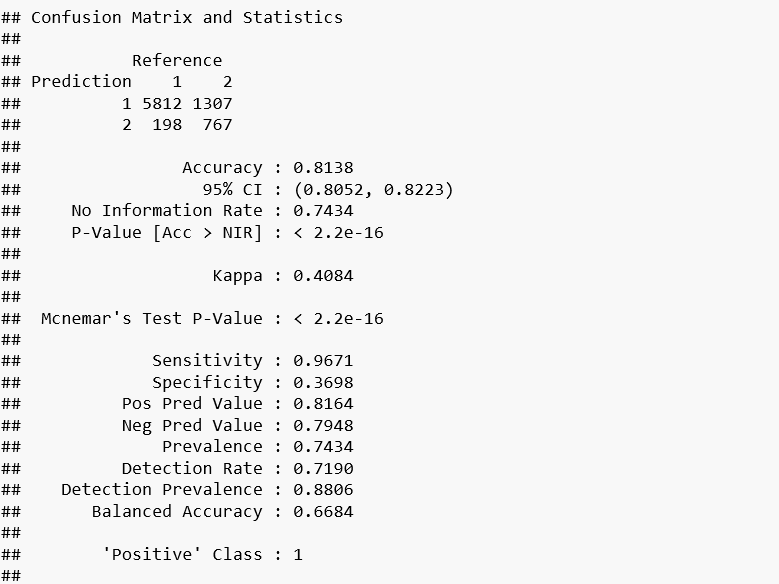 ## Confusion Matrix and Statistics
##
##           Reference
## Prediction    1    2
##          1 5812 1307
##          2  198  767
##
##                Accuracy : 0.8138
##                  95% CI : (0.8052, 0.8223)
##     No Information Rate : 0.7434
##     P-Value [Acc > NIR] : < 2.2e-16
##
##                   Kappa : 0.4084
##
##  Mcnemar's Test P-Value : < 2.2e-16
##
##             Sensitivity : 0.9671
##             Specificity : 0.3698
##          Pos Pred Value : 0.8164
##          Neg Pred Value : 0.7948
##              Prevalence : 0.7434
##          Detection Rate : 0.7190
##    Detection Prevalence : 0.8806
##       Balanced Accuracy : 0.6684
##
##        'Positive' Class : 1
##